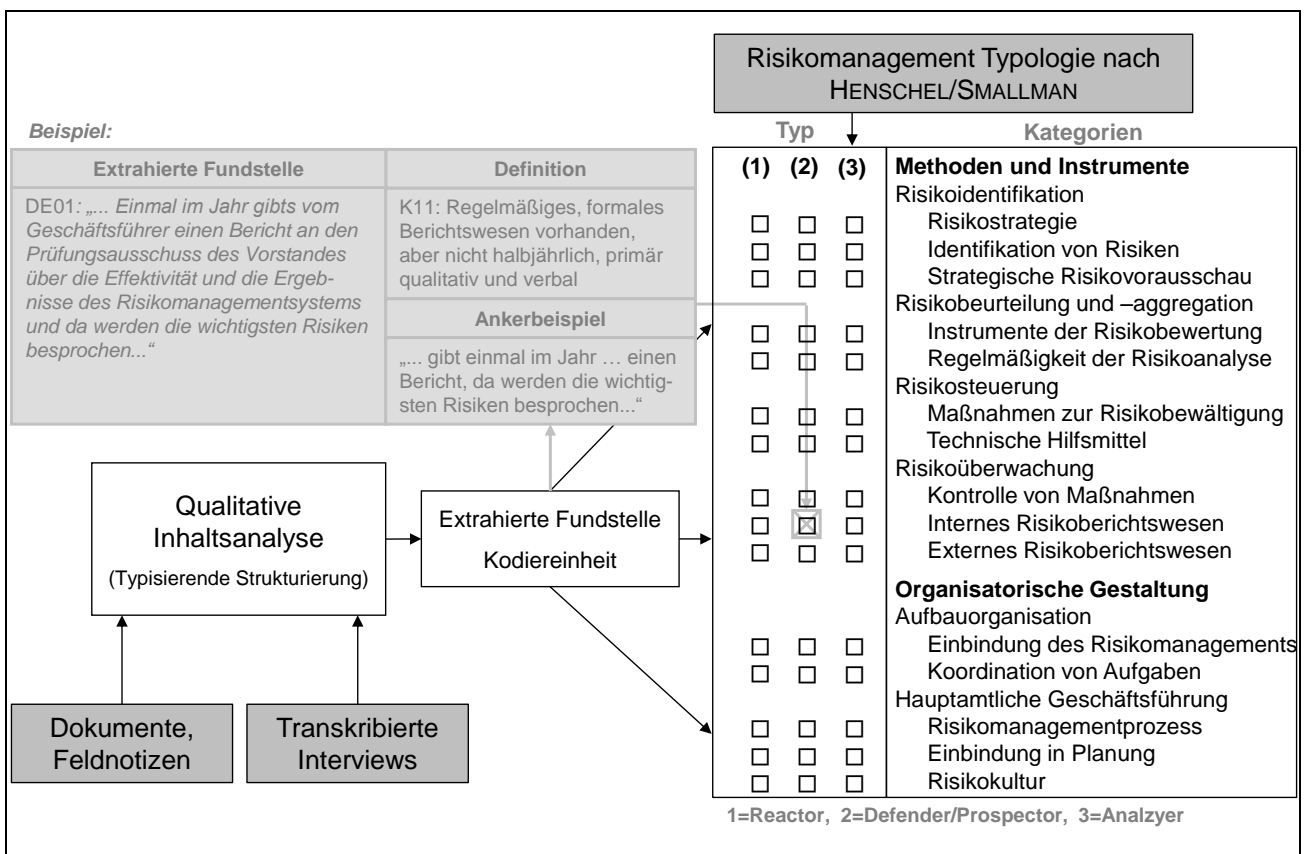 Risikomanagement Typologie nach
HENSCHEL/SMALLMAN
Beispiel:
Extrahierte Fundstelle
DE01: „... Einmal im Jahr gibts vom
Geschäftsführer einen Bericht an den
Prüfungsausschuss des Vorstandes
über die Effektivität und die Ergeb-
nisse des Risikomanagementsystems
und da werden die wichtigsten Risiken
besprochen...“
Definition
K11: Regelmäßiges, formales
Berichtswesen vorhanden,
aber nicht halbjährlich, primär
qualitativ und verbal
Ankerbeispiel
„... gibt einmal im Jahr … einen
Bericht, da werden die wichtig-
sten Risiken besprochen...“
Qualitative
Inhaltsanalyse
(Typisierende Strukturierung)
Extrahierte Fundstelle
Kodiereinheit
Dokumente,
Feldnotizen
Transkribierte
Interviews
Typ
Kategorien
(1) (2) (3) Methoden und Instrumente
Risikoidentifikation
Risikostrategie
Identifikation von Risiken
Strategische Risikovorausschau
Risikobeurteilung und –aggregation
Instrumente der Risikobewertung
Regelmäßigkeit der Risikoanalyse
Risikosteuerung
Maßnahmen zur Risikobewältigung
Technische Hilfsmittel
Risikoüberwachung
Kontrolle von Maßnahmen
Internes Risikoberichtswesen
Externes Risikoberichtswesen
Organisatorische Gestaltung
Aufbauorganisation
Einbindung des Risikomanagements
Koordination von Aufgaben
Hauptamtliche Geschäftsführung
Risikomanagementprozess
Einbindung in Planung
Risikokultur
1=Reactor, 2=Defender/Prospector, 3=Analzyer